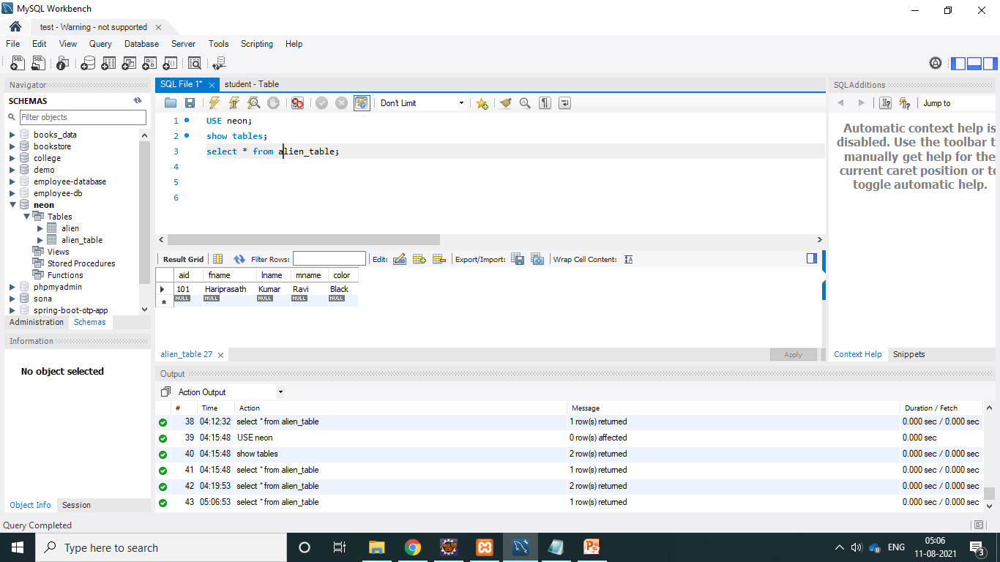 MySQL Workbench
test - Warning - not supported
File Edit View Query Database Server Tools Scripting Help
Navigator
SCHEMAS
Filter objects
books_data
bookstore
college
demo
employee-database
employee-db
neon
Tables
alien
alien_table
Views
Stored Procedures
Functions
phpmyadmin
sona
spring-boot-otp-app
Administration Schemas
Information
No object selected
Object Info Session
SQL File 1* student - Table
Don't Limit
1 USE neon;
2 show tables;
3 select * from alien_table;
4
5
6
Result Grid Filter Rows: Edit: Export/Import: Wrap Cell Content:
aid fname lname mname color
101 Hariprasath Kumar Ravi Black
NULL NULL NULL NULL NULL
alien_table 27 Apply
SQLAdditions
Jump to
Automatic context help is
disabled. Use the toolbar t
manually get help for the
current caret position or to
toggle automatic help.
Context Help Snippets
Output
Action Output
# Time Action Message Duration / Fetch
38 04:12:32 select * from alien_table 1 row(s) returned 0.000 sec / 0.000 sec
39 04:15:48 USE neon 0 row(s) affected 0.000 sec
40 04:15:48 show tables 2 row(s) returned 0.000 sec / 0.000 sec
41 04:15:48 select * from alien_table 1 row(s) returned 0.000 sec / 0.000 sec
42 04:19:53 select * from alien_table 2 row(s) returned 0.000 sec / 0.000 sec
43 05:06:53 select * from alien_table 1 row(s) returned 0.000 sec / 0.000 sec
Query Completed
Type here to search
ENG
05:06
11-08-2021
3